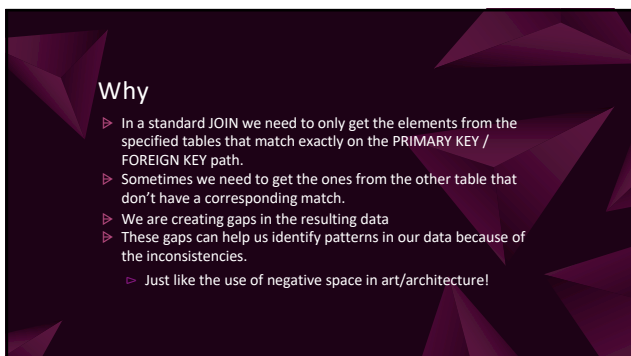 Why
In a standard JOIN we need to only get the elements from the
specified tables that match exactly on the PRIMARY KEY /
FOREIGN KEY path.
Sometimes we need to get the ones from the other table that
don’t have a corresponding match.
We are creating gaps in the resulting data
These gaps can help us identify patterns in our data because of
the inconsistencies.
Just like the use of negative space in art/architecture!